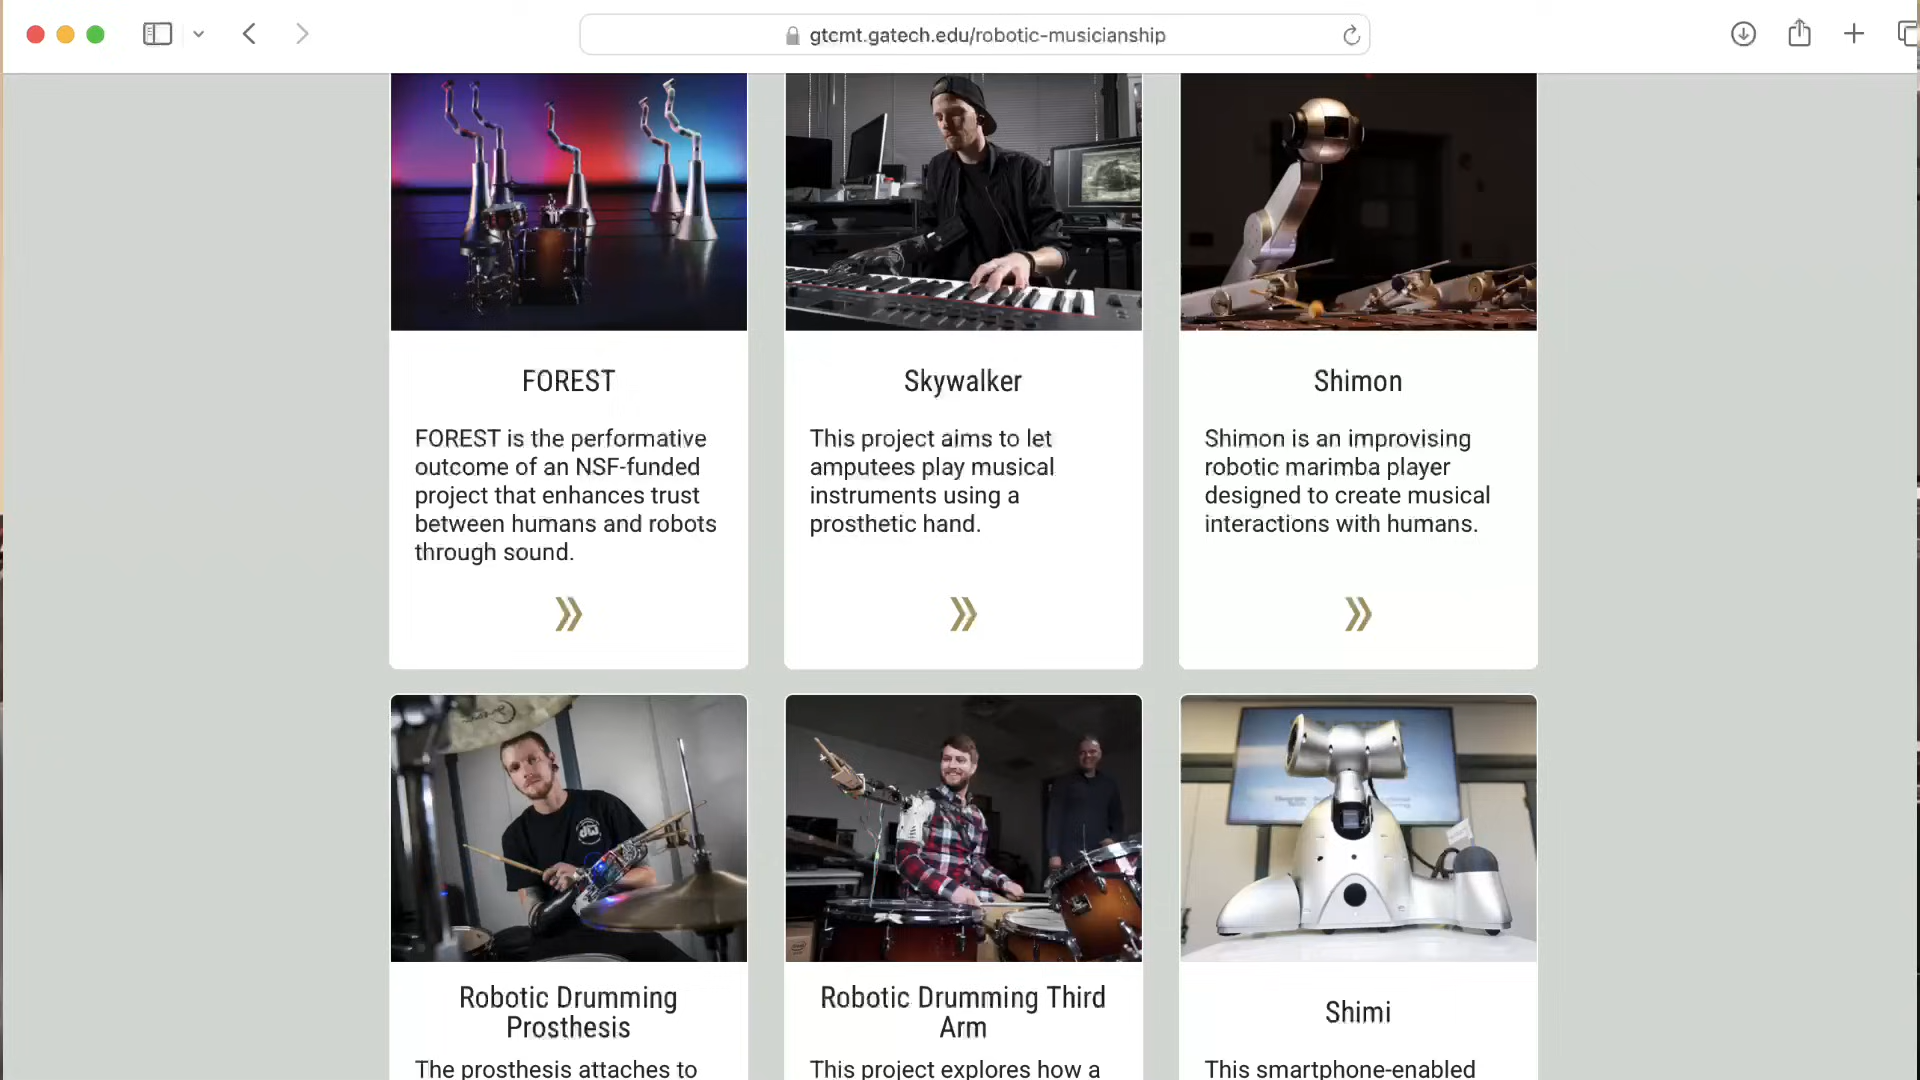 gtcmt.gatech.edu/robotic-musicianship
FOREST
FOREST is the performative
outcome of an NSF-funded
project that enhances trust
between humans and robots
through sound.
Skywalker
This project aims to let
amputees play musical
instruments using a
prosthetic hand.
Shimon
Shimon is an improvising
robotic marimba player
designed to create musical
interactions with humans.
Robotic Drumming
Prosthesis
The prosthesis attaches to
Robotic Drumming Third
Arm
This project explores how a
Shimi
This smartphone-enabled